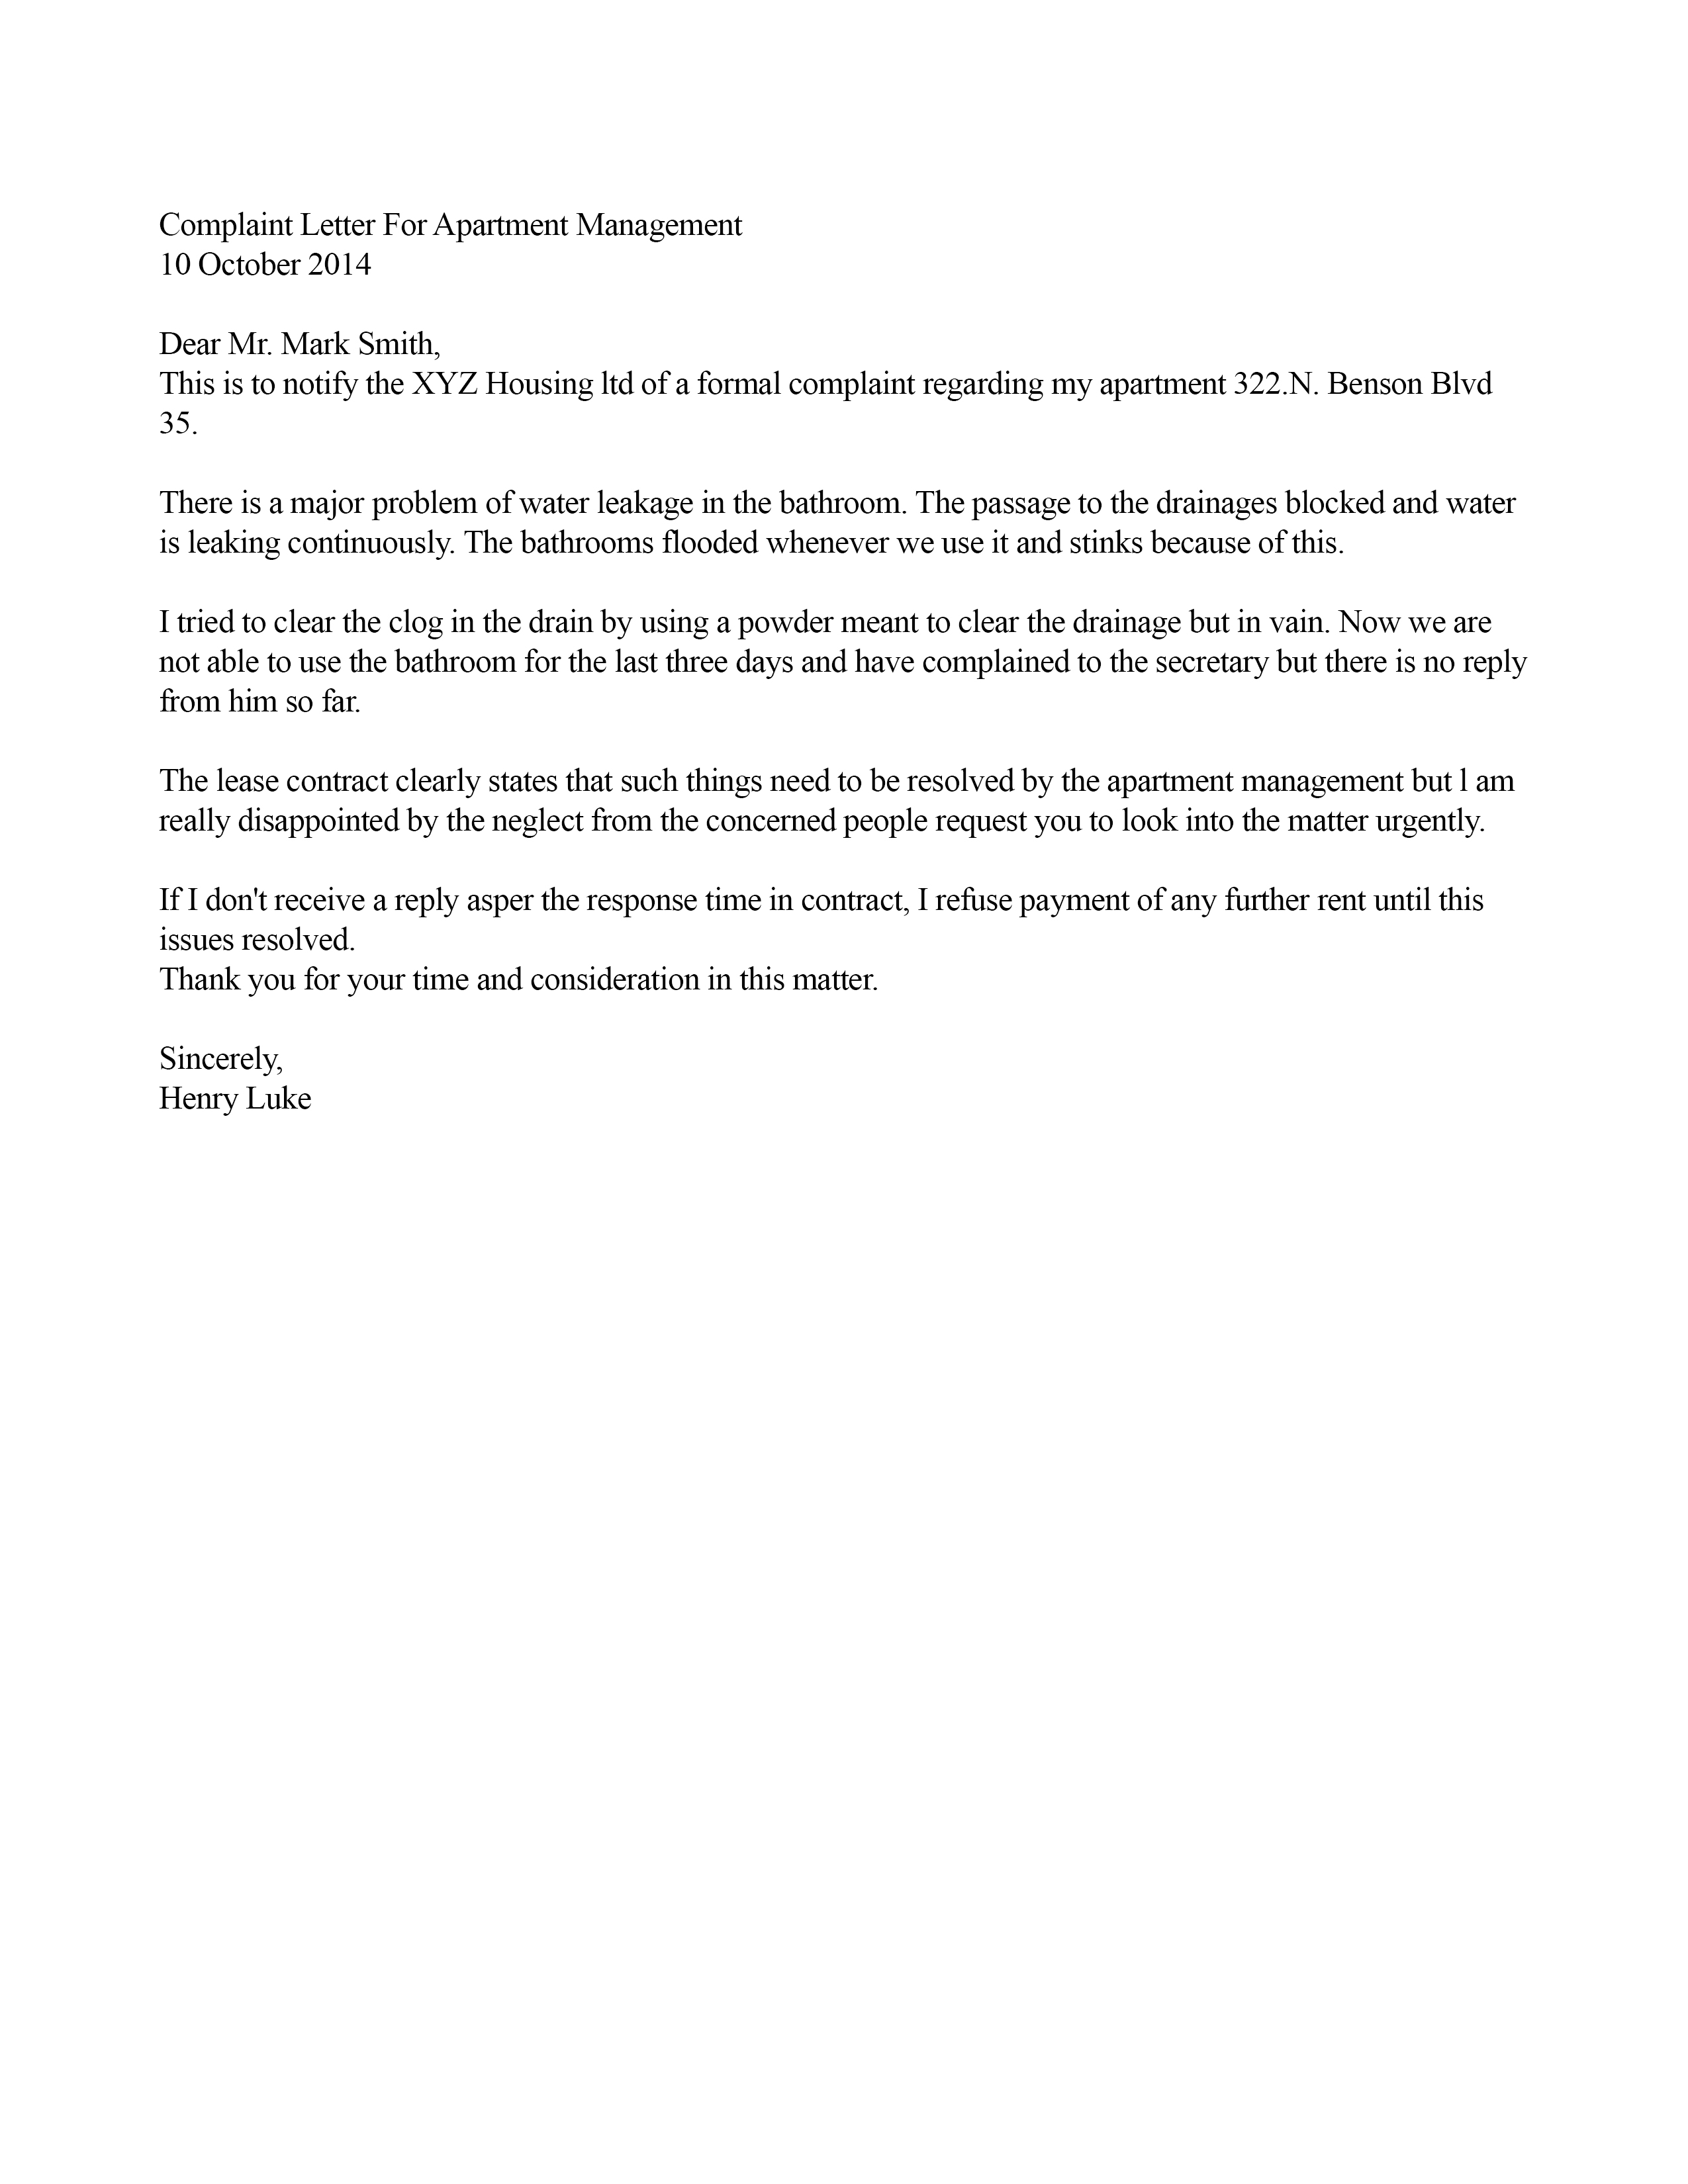 Complaint Letter For Apartment Management
10 October 2014
Dear Mr. Mark Smith,
This is to notify the XYZ Housing ltd of a formal complaint regarding my apartment 322.N. Benson Blvd
35.
There is a major problem of water leakage in the bathroom. The passage to the drainages blocked and water
is leaking continuously. The bathrooms flooded whenever we use it and stinks because of this.
I tried to clear the clog in the drain by using a powder meant to clear the drainage but in vain. Now we are
not able to use the bathroom for the last three days and have complained to the secretary but there is no reply
from him so far.
The lease contract clearly states that such things need to be resolved by the apartment management but l am
really disappointed by the neglect from the concerned people request you to look into the matter urgently.
If I don't receive a reply asper the response time in contract, I refuse payment of any further rent until this
issues resolved.
Thank you for your time and consideration in this matter.
Sincerely,
Henry Luke